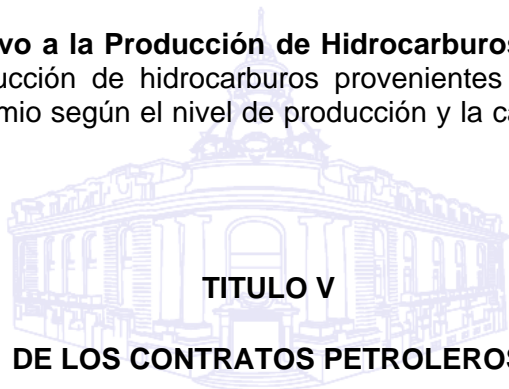 vo a la Producción de Hidrocarburos
ucción de hidrocarburos provenientes
mio según el nivel de producción y la ca
TITULO V
DE LOS CONTRATOS PETROLEROS